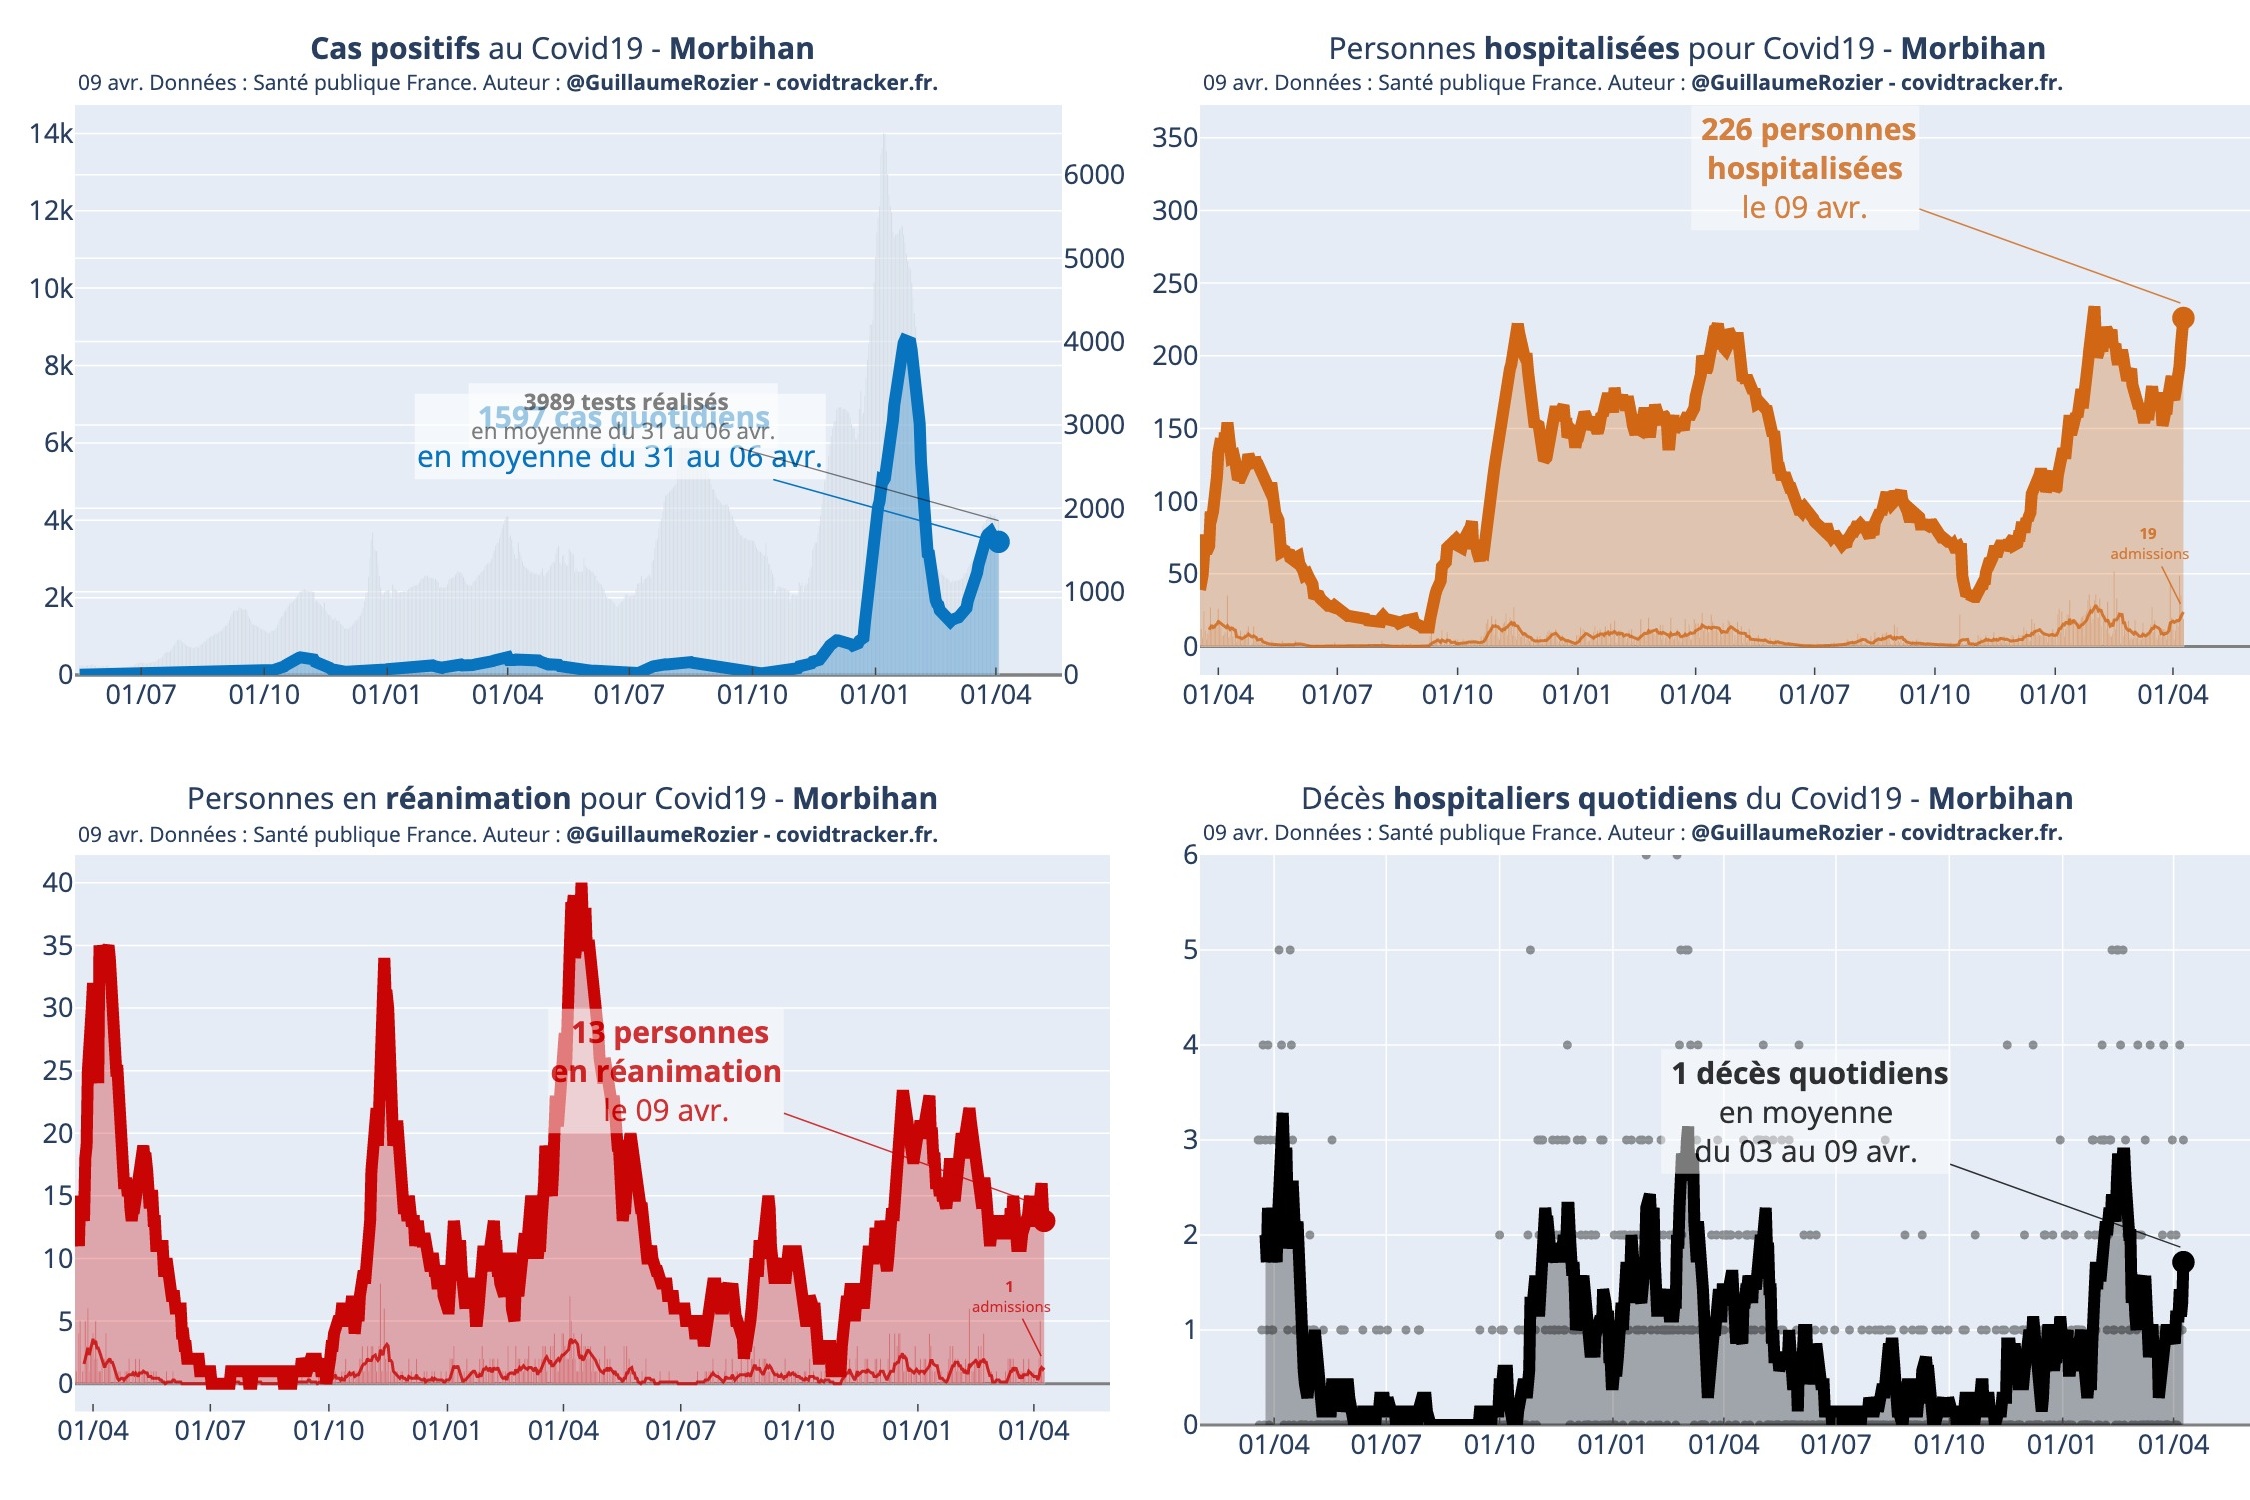 Cas positifs au Covid19 - Morbihan
09 avr. Données : Santé publique France. Auteur : @GuillaumeRozier - covidtracker.fr.
14k
12k
10k
8k
6k
4k
2k
0
6000
5000
4000
3000
2000
1000
0
3989 tests réalisés
1597 cas quotidiens
en moyenne du 31 au 06 avr.
en moyenne du 31 au 06 avr.
01/07 01/10 01/01 01/04 01/07 01/10 01/01 01/04
Personnes hospitalisées pour Covid19 - Morbihan
09 avr. Données : Santé publique France. Auteur : @GuillaumeRozier - covidtracker.fr.
350
300
250
200
150
100
50
0
226 personnes
hospitalisées
le 09 avr.
19
admissions
01/04 01/07 01/10 01/01 01/04 01/07 01/10 01/01 01/04
Personnes en réanimation pour Covid19 - Morbihan
09 avr. Données : Santé publique France. Auteur : @GuillaumeRozier - covidtracker.fr.
40
35
30
25
20
15
10
5
0
13 personnes
en réanimation
le 09 avr.
1
admissions
01/04 01/07 01/10 01/01 01/04 01/07 01/10 01/01 01/04
Décès hospitaliers quotidiens du Covid19 - Morbihan
09 avr. Données : Santé publique France. Auteur : @GuillaumeRozier - covidtracker.fr.
6
5
4
3
2
1
0
1 décès quotidiens
en moyenne
du 03 au 09 avr.
01/04 01/07 01/10 01/01 01/04 01/07 01/10 01/01 01/04